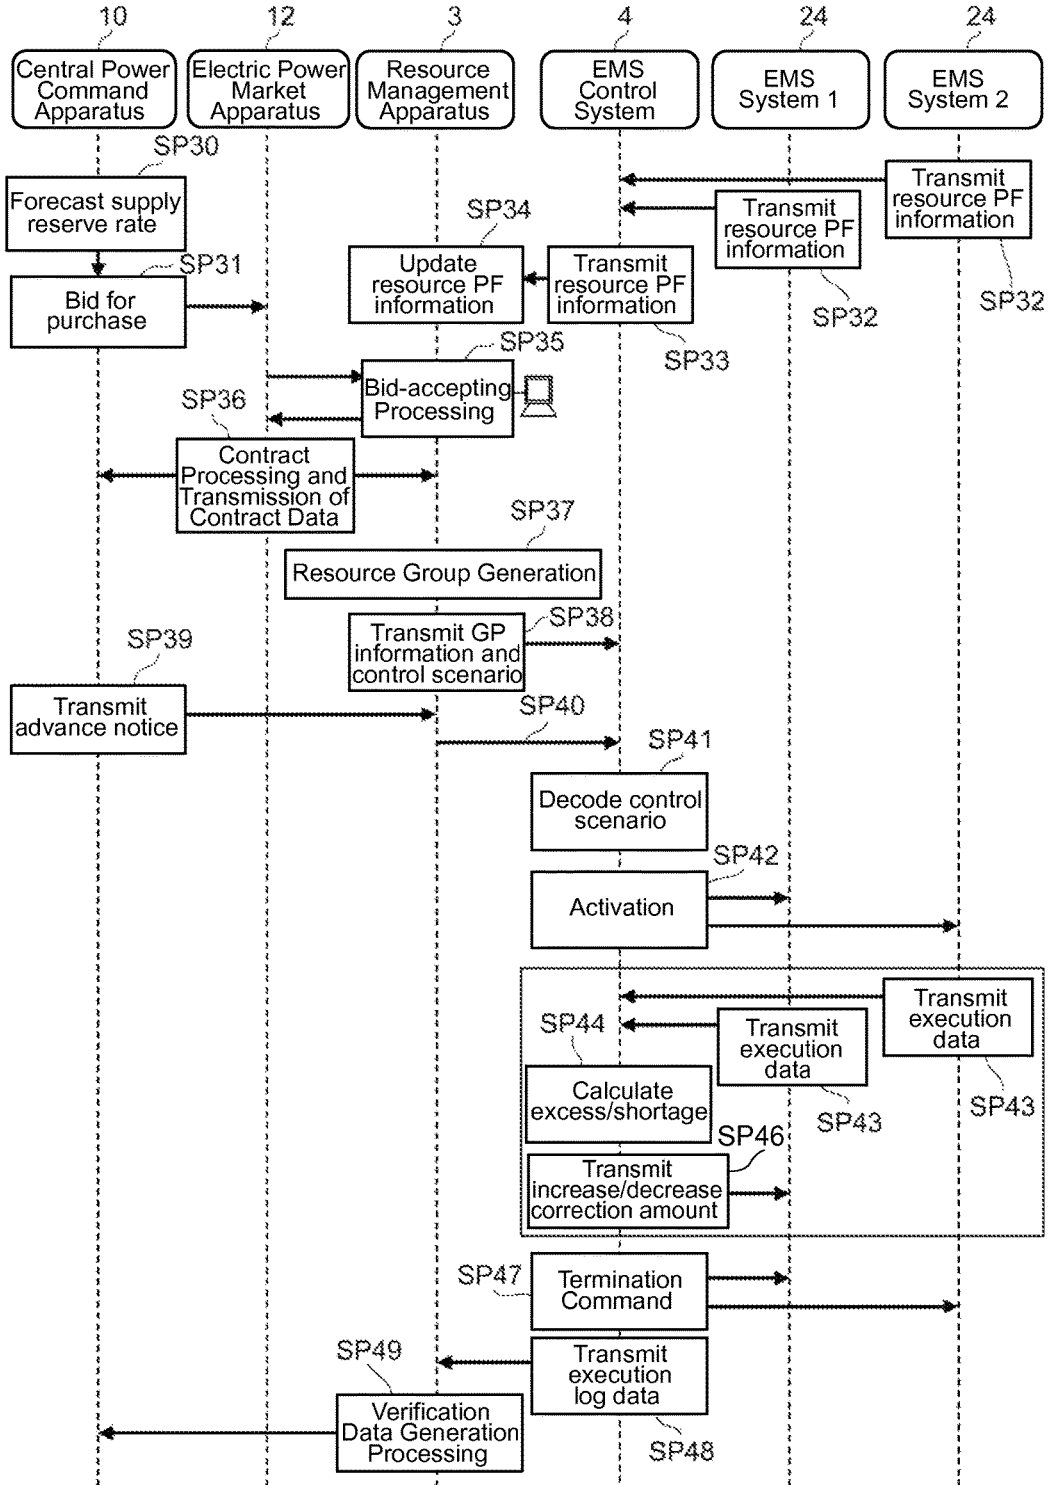 10
12
3
4
24
24
Central Power
Command
Apparatus
Electric Power
Market
Apparatus
Resource
Management
Apparatus
EMS
Control
System
EMS
System 1
EMS
System 2
SP30
Forecast supply
reserve rate
Transmit
resource PF
information
Transmit
resource PF
information
SP32
SP32
SP34
Update
resource PF
information
Transmit
resource PF
information
SP33
SP31
Bid for
purchase
SP35
Bid-accepting
Processing
SP36
Contract
Processing and
Transmission of
Contract Data
SP37
Resource Group Generation
SP38
Transmit GP
information and
control scenario
SP39
Transmit
advance notice
SP40
SP41
Decode control
scenario
SP42
Activation
Transmit
execution
data
SP43
Transmit
execution
data
SP43
SP44
Calculate
excess/shortage
SP46
Transmit
increase/decrease
correction amount
SP47
Termination
Command
Transmit
execution
log data
SP48
SP49
Verification
Data Generation
Processing